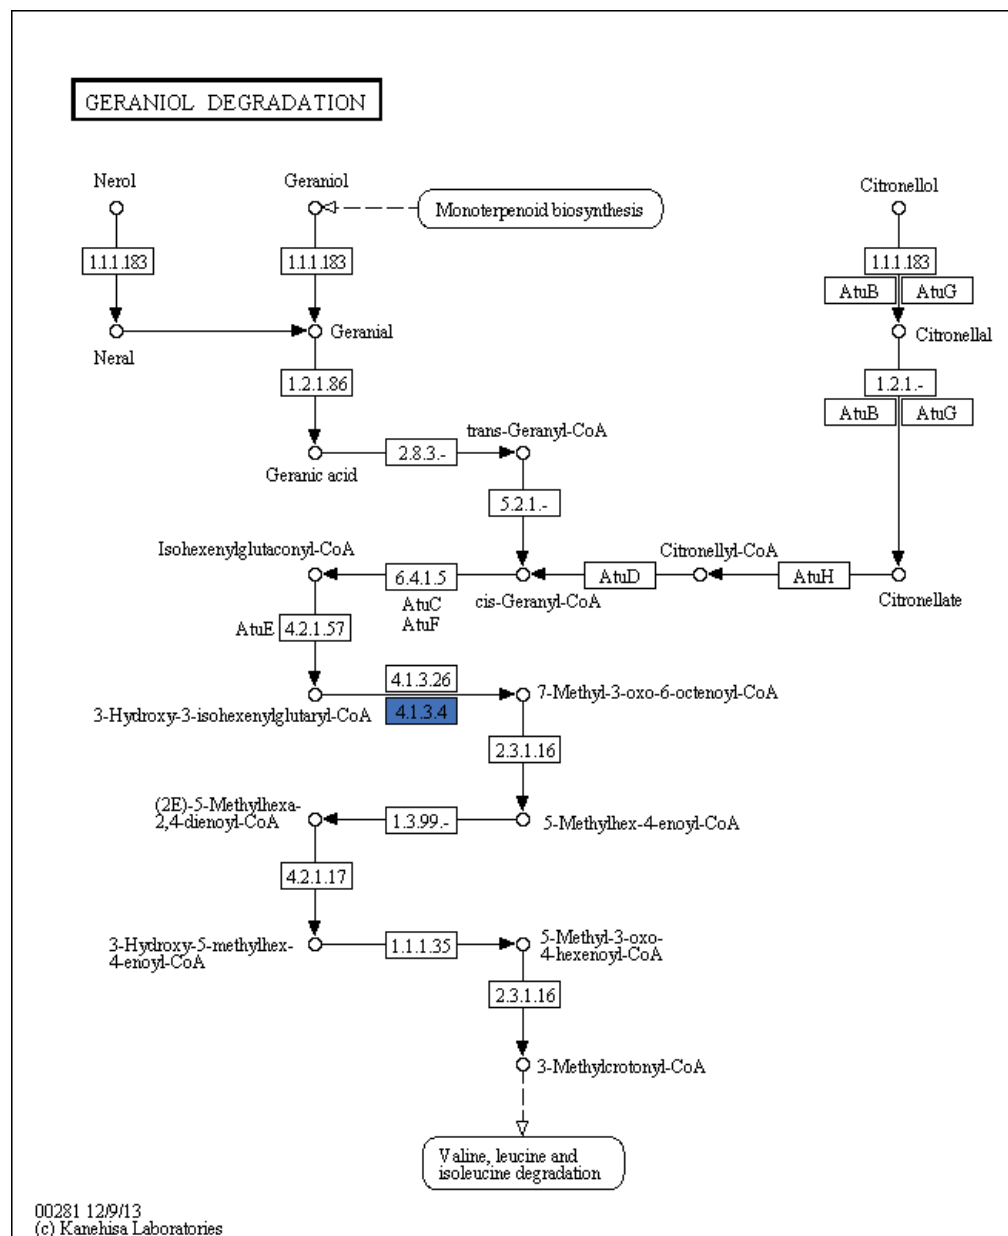 GERANIOL DEGRADATION
Nerol
Geraniol
Citronellol
Monoterpenoid biosynthesis
1.1.1.183
1.1.1.183
1.1.1.183
AtuB
AtuG
Neral
Geranial
Citronellal
1.2.1.86
1.2.1.-
AtuB
AtuG
trans-Geranyl-CoA
Geranic acid
2.8.3.-
5.2.1.-
Isohexenylglutaconyl-CoA
6.4.1.5
AtuC
AtuF
cis-Geranyl-CoA
AtuD
Citronellyl-CoA
AtuH
Citronellate
AtuE
4.2.1.57
4.1.3.26
4.1.3.4
3-Hydroxy-3-isohexenylglutaryl-CoA
7-Methyl-3-oxo-6-octenoyl-CoA
2.3.1.16
(2E)-5-Methylhexa-
2,4-dienoyl-CoA
1.3.99.-
5-Methylhex-4-enoyl-CoA
4.2.1.17
3-Hydroxy-5-methylhex-
4-enoyl-CoA
1.1.1.35
5-Methyl-3-oxo-
4-hexenoyl-CoA
2.3.1.16
3-Methylcrotonyl-CoA
Valine, leucine and
isoleucine degradation
00281 12/9/13
(c) Kanehisa Laboratories